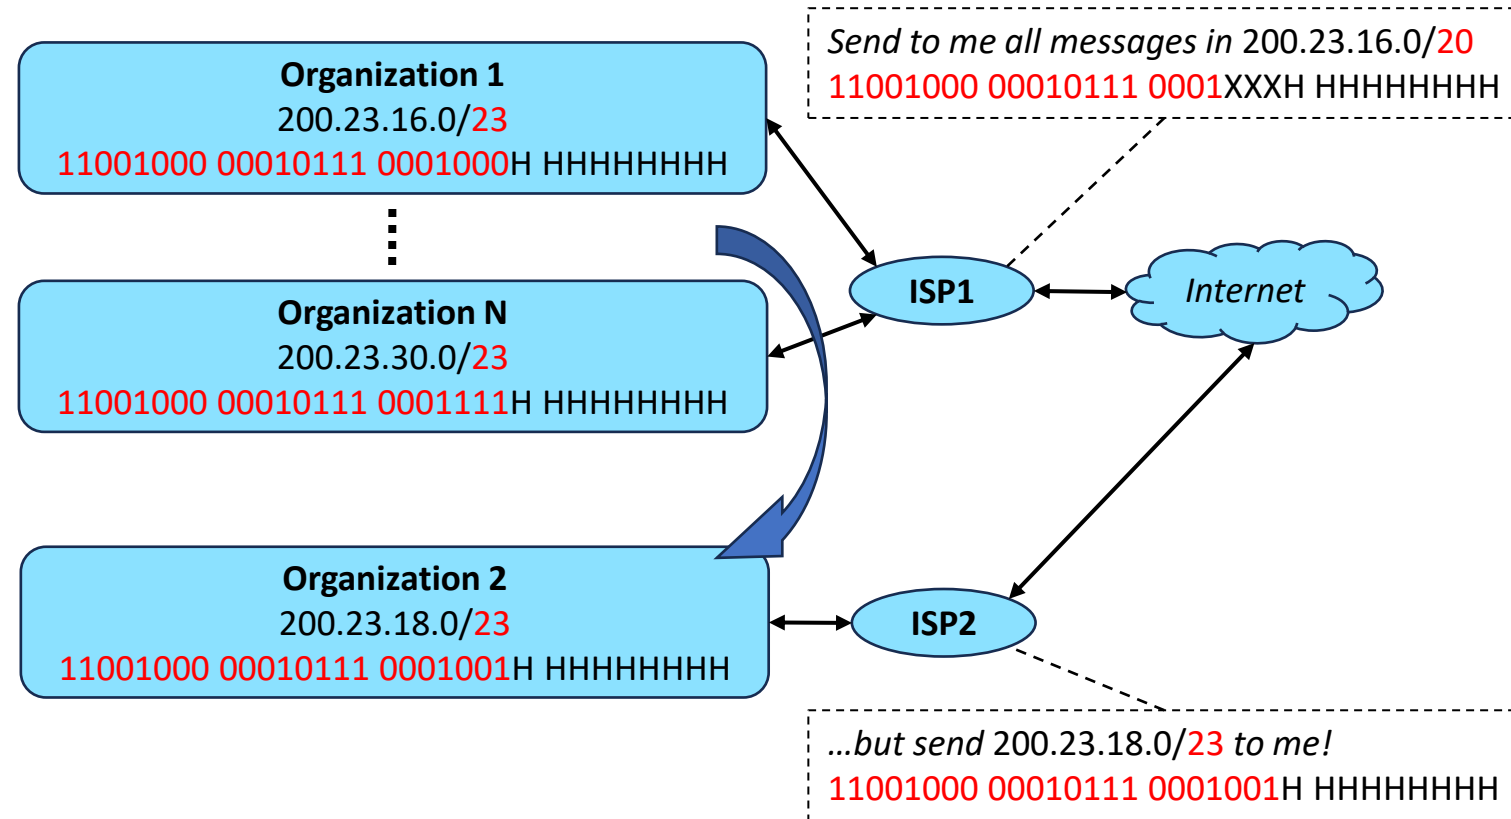 Organization 1
200.23.16.0/23
11001000 00010111 0001000H HHHHHHHH
Organization N
200.23.30.0/23
11001000 00010111 0001111H HHHHHHHH
Organization 2
200.23.18.0/23
11001000 00010111 0001001H HHHHHHHH
Send to me all messages in 200.23.16.0/20
11001000 00010111 0001XXXH HHHHHHHH
ISP1
Internet
ISP2
...but send 200.23.18.0/23 to me!
11001000 00010111 0001001H HHHHHHHH